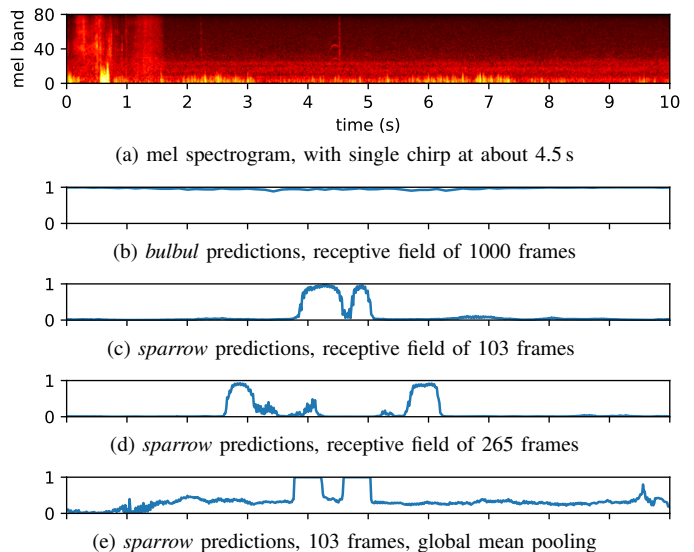 mel band
80
40
0
0 1 2 3 4 5 6 7 8 9 10
time (s)
(a) mel spectrogram, with single chirp at about 4.5 s
1
0
(b) bulbul predictions, receptive field of 1000 frames
1
0
(c) sparrow predictions, receptive field of 103 frames
1
0
(d) sparrow predictions, receptive field of 265 frames
1
0
(e) sparrow predictions, 103 frames, global mean pooling